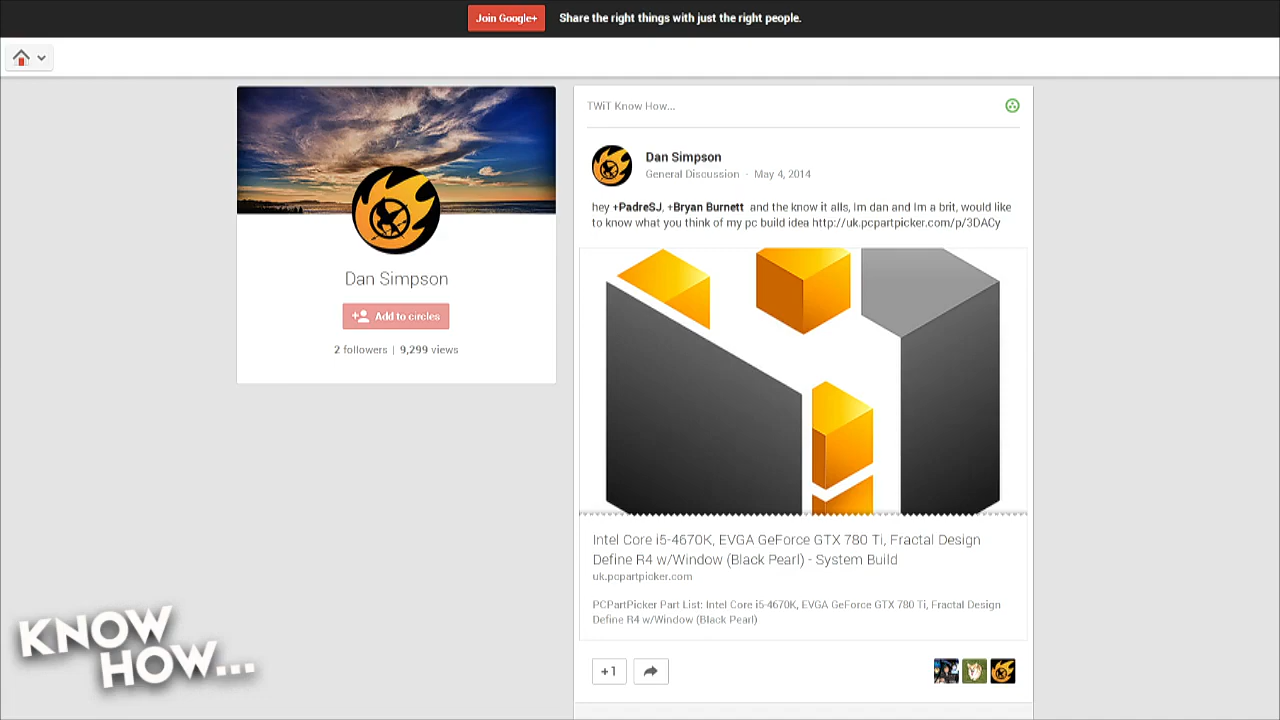 Join Google+ Share the right things with just the right people.
Dan Simpson
Add to circles
2 followers | 9,299 views
TWiT Know How...
Dan Simpson
General Discussion - May 4, 2014
hey +PadreSJ, +Bryan Burnett and the know it alls, Im dan and Im a brit, would like
to know what you think of my pc build idea http://uk.pcpartpicker.com/p/3DACy
Intel Core i5-4670K, EVGA GeForce GTX 780 Ti, Fractal Design
Define R4 w/Window (Black Pearl) - System Build
uk.pcpartpicker.com
PCPartPicker Part List: Intel Core i5-4670K, EVGA GeForce GTX 780 Ti, Fractal Design
Define R4 w/Window (Black Pearl)
+1
KNOW
HOW...